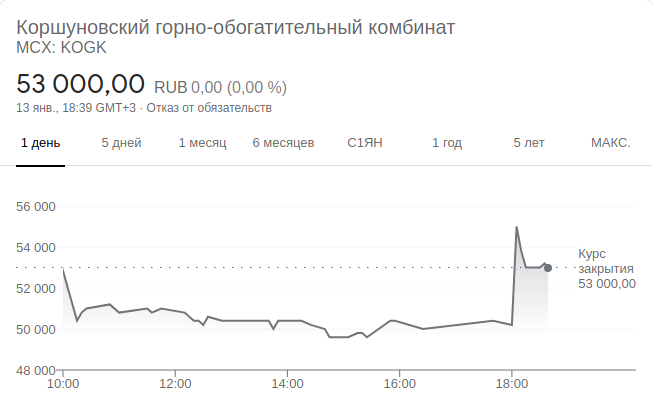 Коршуновский горно-обогатительный комбинат
MCX: KOGK
53 000,00 RUB 0,00 (0,00 %)
13 янв., 18:39 GMT+3 · Отказ от обязательств
1 день 5 дней 1 месяц 6 месяцев С1ЯН 1 год 5 лет МАКС.
56 000
54 000
52 000
50 000
48 000
Курс
закрытия
53 000,00
10:00 12:00 14:00 16:00 18:00